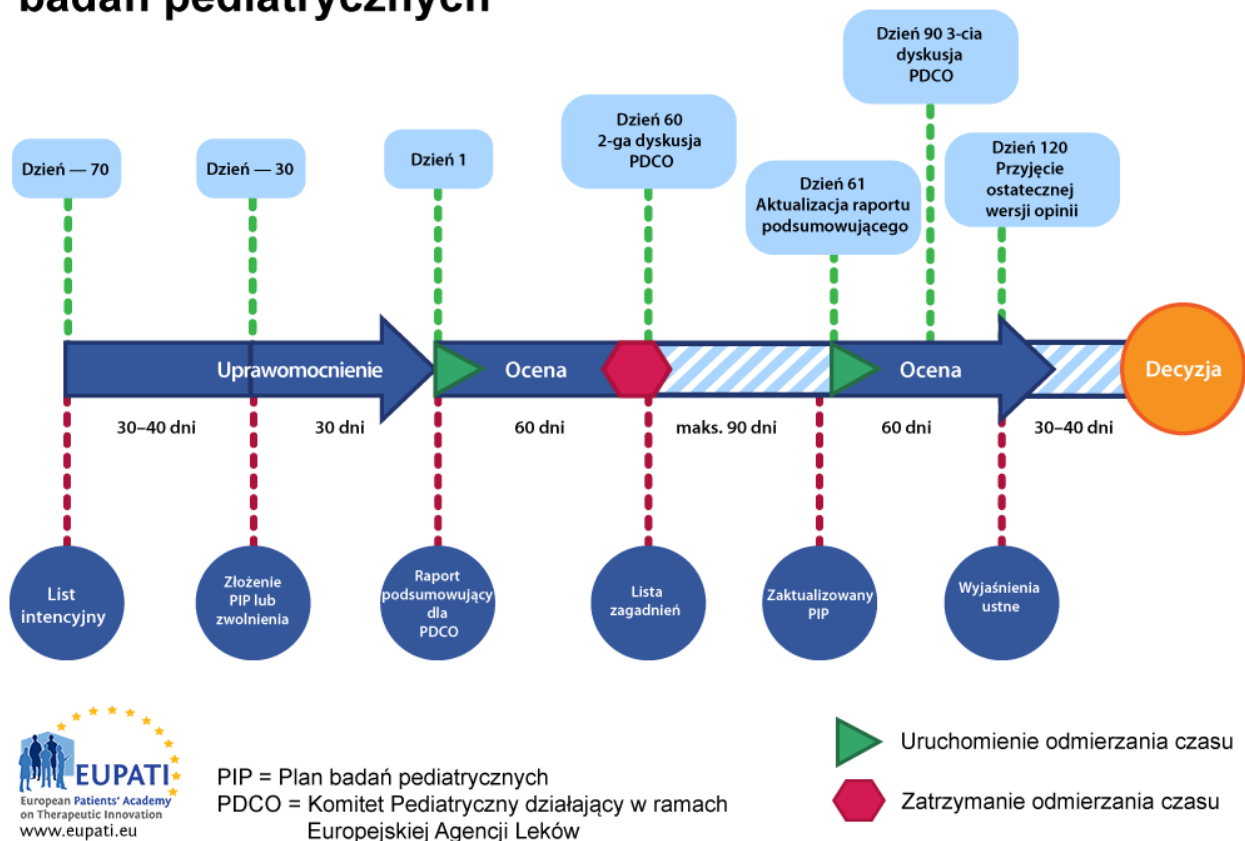 badań pediatrycznych
Dzień 90 3-cia
dyskusja
PDCO
Dzień 60
2-ga dyskusja
PDCO
Dzień — 70
Dzień — 30
Dzień 1
Dzień 61
Aktualizacja raportu
podsumowującego
Dzień 120
Przyjęcie
ostatecznej
wersji opinii
Uprawomocnienie
Ocena
Ocena
Decyzja
30–40 dni
30 dni
60 dni
maks. 90 dni
60 dni
30–40 dni
List
intencyjny
Złożenie
PIP lub
zwolnienia
Raport
podsumowujący
dla
PDCO
Lista
zagadnień
Zaktualizowany
PIP
Wyjaśnienia
ustne
EUPATI
European Patients' Academy
on Therapeutic Innovation
www.eupati.eu
PIP = Plan badań pediatrycznych
PDCO = Komitet Pediatryczny działający w ramach
Europejskiej Agencji Leków
Uruchomienie odmierzania czasu
Zatrzymanie odmierzania czasu